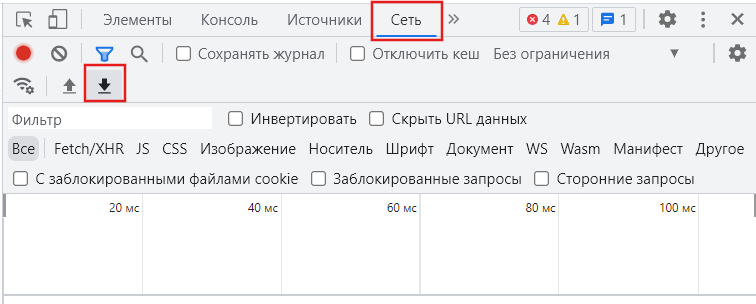 Элементы Консоль Источники Сеть 4 1 1
Сохранять журнал Отключить кеш Без ограничения
Фильтр Инвертировать Скрыть URL данных
Все Fetch/XHR JS CSS Изображение Носитель Шрифт Документ WS Wasm Манифест Другое
С заблокированными файлами cookie Заблокированные запросы Сторонние запросы
20 мс 40 мс 60 мс 80 мс 100 мс